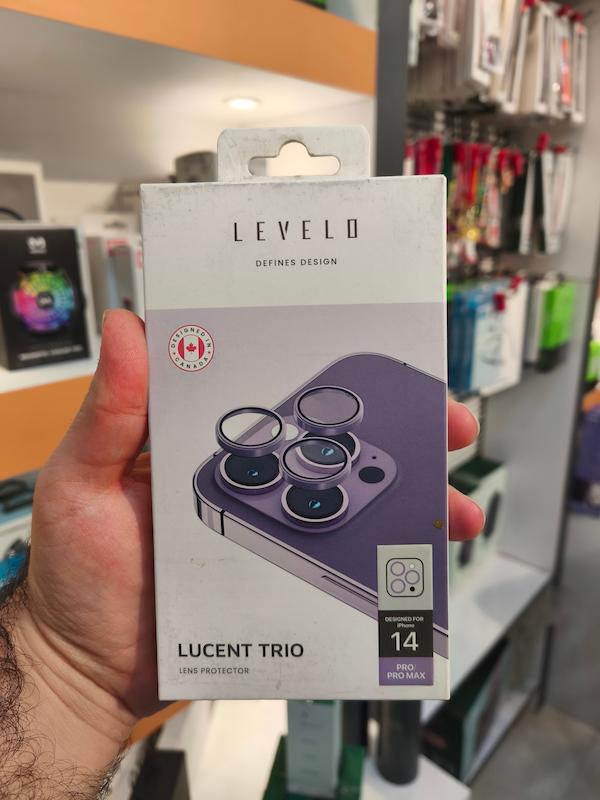 LEVELO
DEFINES DESIGN
DESIGNED IN
CANADA
DESIGNED FOR
iPhone
14
PRO/
PRO MAX
LUCENT TRIO
LENS PROTECTOR